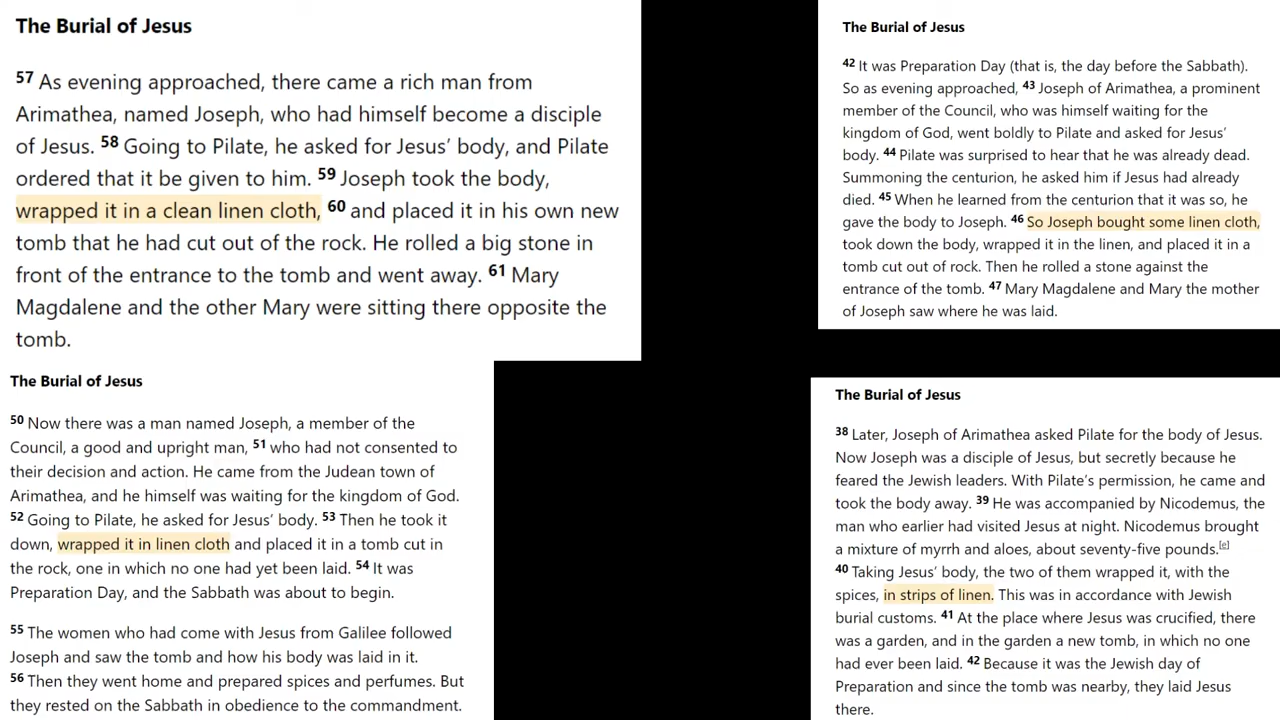 The Burial of Jesus
57 As evening approached, there came a rich man from
Arimathea, named Joseph, who had himself become a disciple
of Jesus. 58 Going to Pilate, he asked for Jesus’ body, and Pilate
ordered that it be given to him. 59 Joseph took the body,
wrapped it in a clean linen cloth, 60 and placed it in his own new
tomb that he had cut out of the rock. He rolled a big stone in
front of the entrance to the tomb and went away. 61 Mary
Magdalene and the other Mary were sitting there opposite the
tomb.
The Burial of Jesus
42 It was Preparation Day (that is, the day before the Sabbath).
So as evening approached, 43 Joseph of Arimathea, a prominent
member of the Council, who was himself waiting for the
kingdom of God, went boldly to Pilate and asked for Jesus’
body. 44 Pilate was surprised to hear that he was already dead.
Summoning the centurion, he asked him if Jesus had already
died. 45 When he learned from the centurion that it was so, he
gave the body to Joseph. 46 So Joseph bought some linen cloth,
took down the body, wrapped it in the linen, and placed it in a
tomb cut out of rock. Then he rolled a stone against the
entrance of the tomb. 47 Mary Magdalene and Mary the mother
of Joseph saw where he was laid.
The Burial of Jesus
50 Now there was a man named Joseph, a member of the
Council, a good and upright man, 51 who had not consented to
their decision and action. He came from the Judean town of
Arimathea, and he himself was waiting for the kingdom of God.
52 Going to Pilate, he asked for Jesus’ body. 53 Then he took it
down, wrapped it in linen cloth and placed it in a tomb cut in
the rock, one in which no one had yet been laid. 54 It was
Preparation Day, and the Sabbath was about to begin.
55 The women who had come with Jesus from Galilee followed
Joseph and saw the tomb and how his body was laid in it.
56 Then they went home and prepared spices and perfumes. But
they rested on the Sabbath in obedience to the commandment.
The Burial of Jesus
38 Later, Joseph of Arimathea asked Pilate for the body of Jesus.
Now Joseph was a disciple of Jesus, but secretly because he
feared the Jewish leaders. With Pilate’s permission, he came and
took the body away. 39 He was accompanied by Nicodemus, the
man who earlier had visited Jesus at night. Nicodemus brought
a mixture of myrrh and aloes, about seventy-five pounds.[e]
40 Taking Jesus’ body, the two of them wrapped it, with the
spices, in strips of linen. This was in accordance with Jewish
burial customs. 41 At the place where Jesus was crucified, there
was a garden, and in the garden a new tomb, in which no one
had ever been laid. 42 Because it was the Jewish day of
Preparation and since the tomb was nearby, they laid Jesus
there.